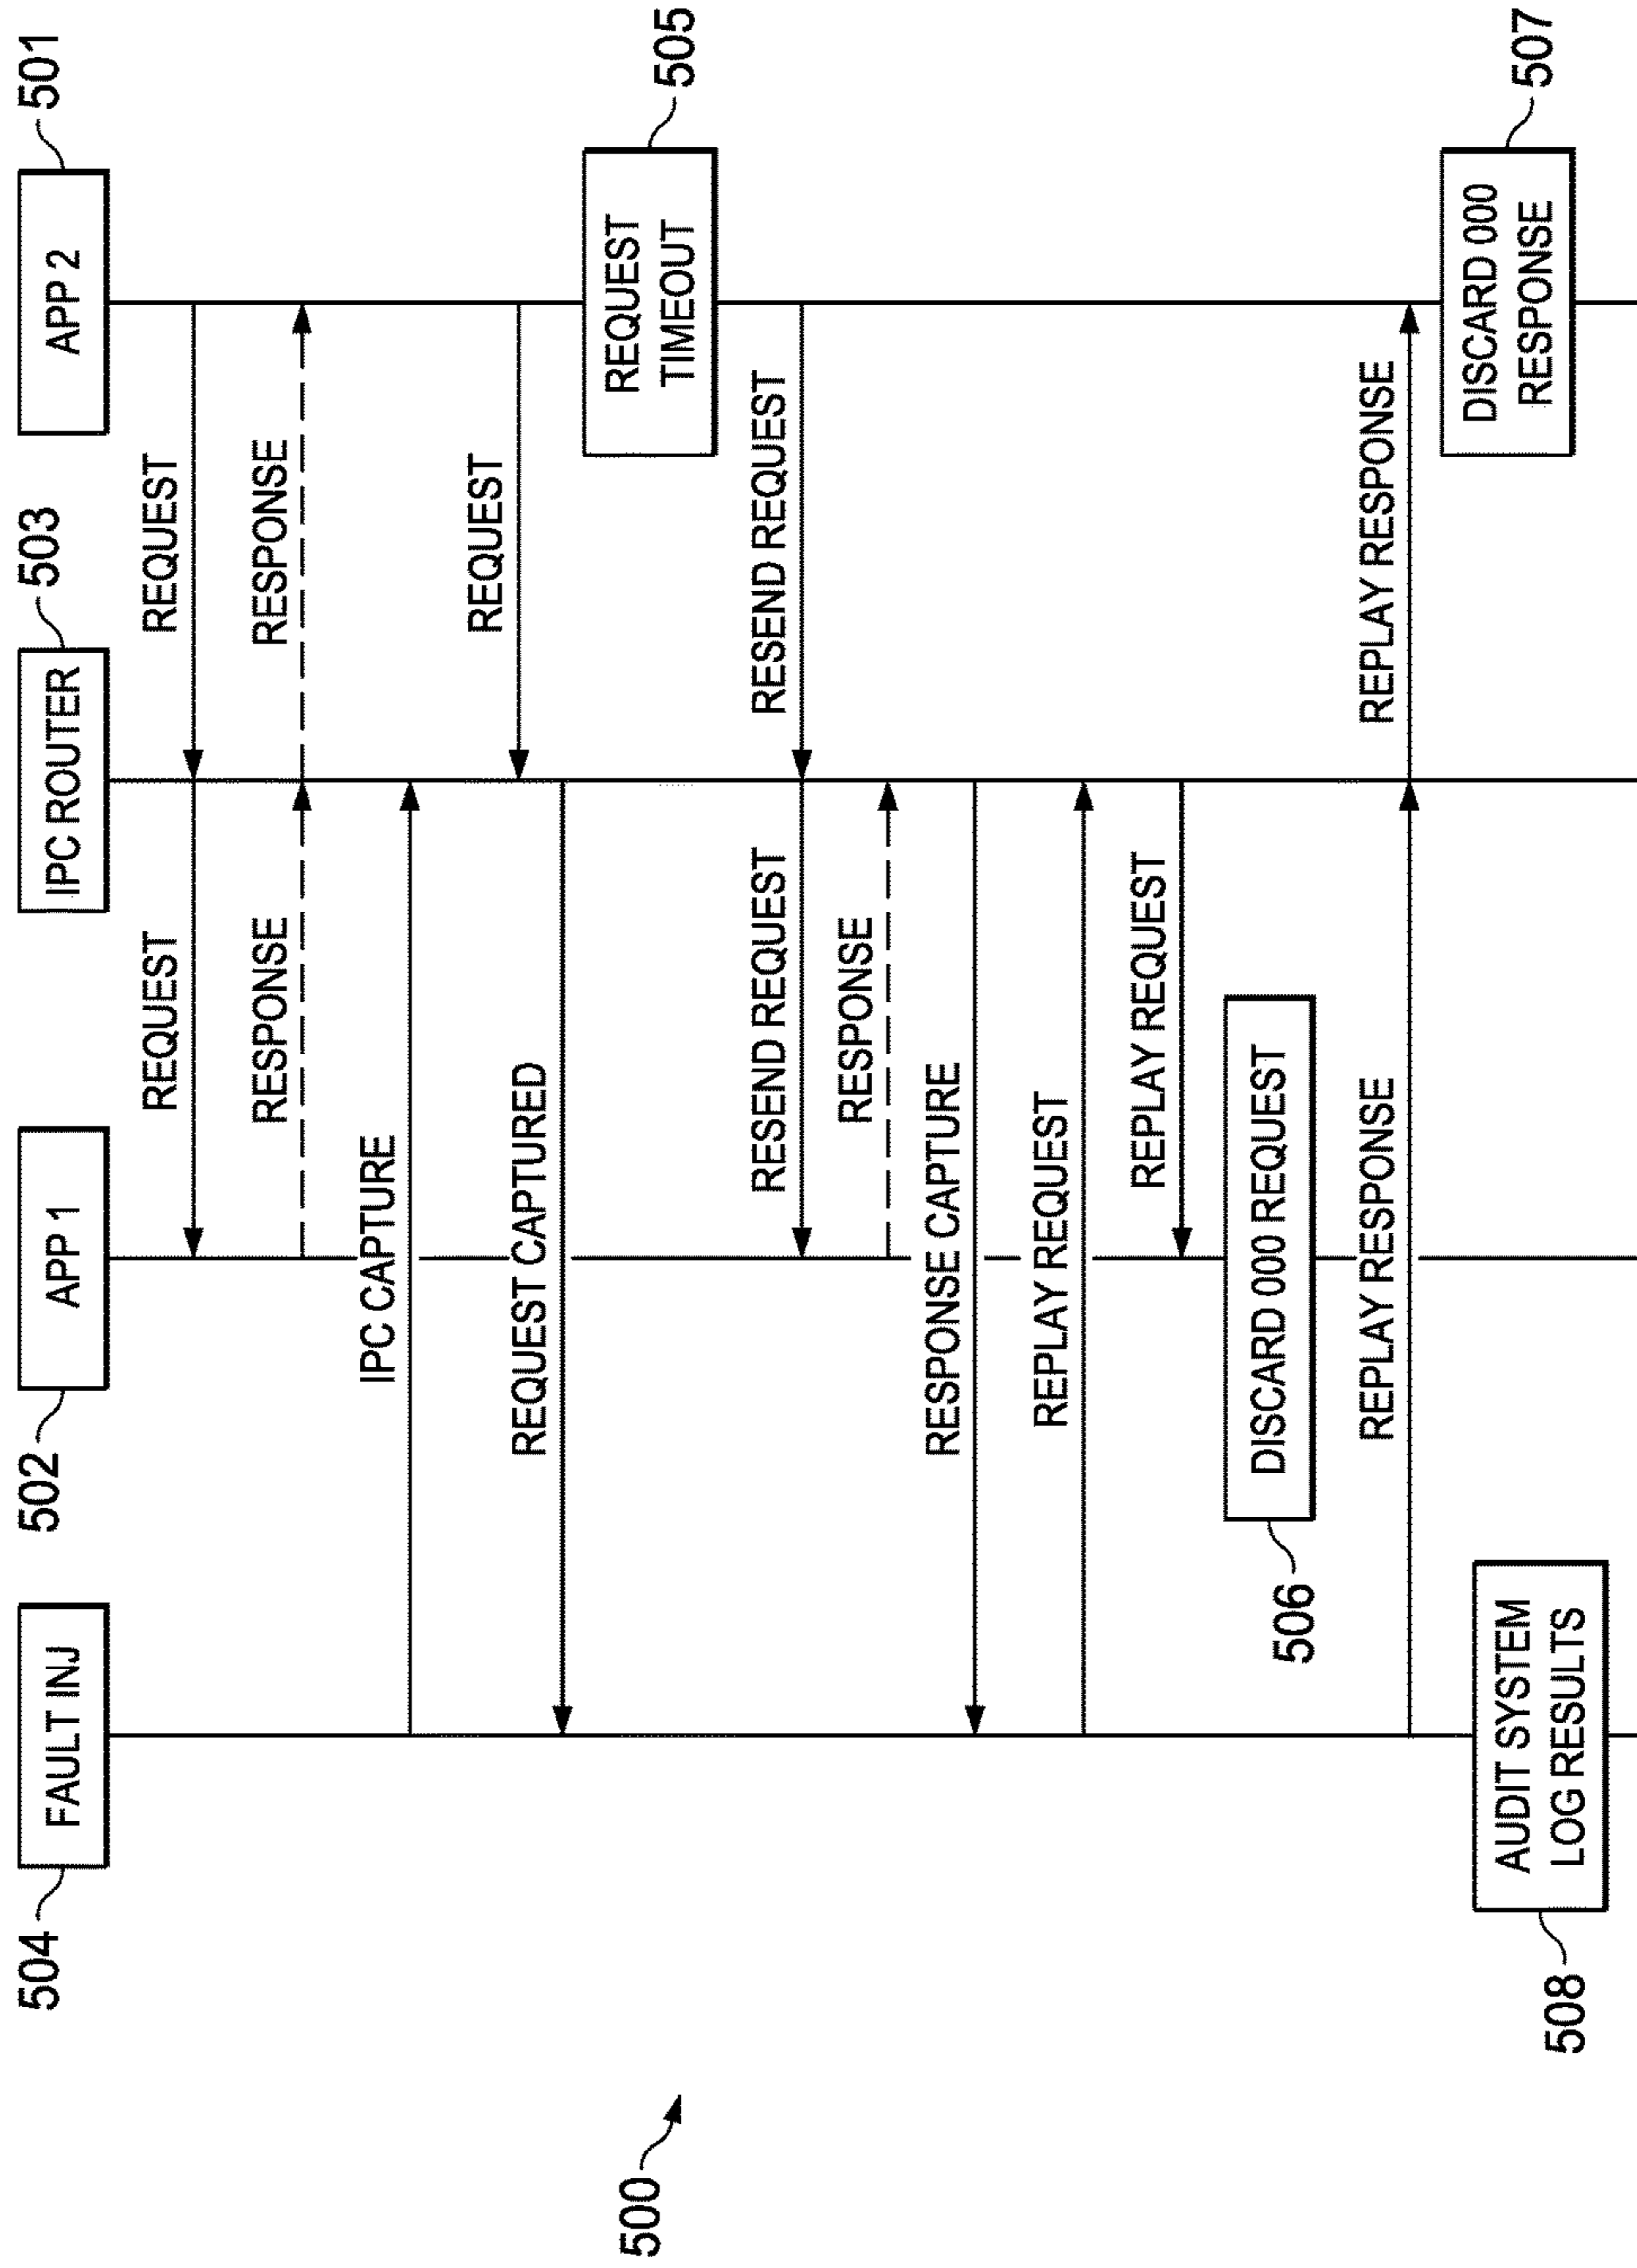 504
502
503
501
FAULT INJ
APP 1
IPC ROUTER
APP 2
REQUEST
REQUEST
RESPONSE
RESPONSE
IPC CAPTURE
REQUEST
REQUEST CAPTURED
505
REQUEST
TIMEOUT
RESEND REQUEST
RESEND REQUEST
RESPONSE
RESPONSE CAPTURE
REPLAY REQUEST
REPLAY REQUEST
506
DISCARD 000 REQUEST
REPLAY RESPONSE
REPLAY RESPONSE
507
DISCARD 000
RESPONSE
508
AUDIT SYSTEM
LOG RESULTS
500